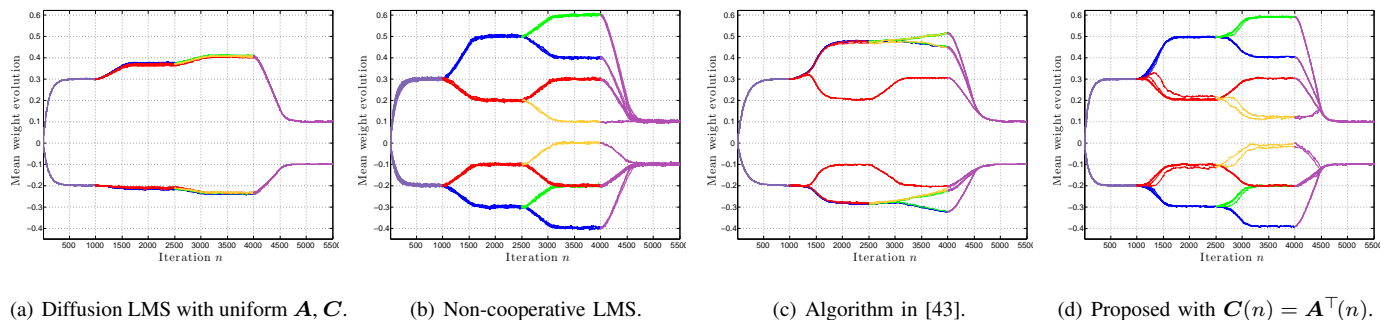 Mean weight evolution
0.6
0.5
0.4
0.3
0.2
0.1
0
−0.1
−0.2
−0.3
−0.4
500 1000 1500 2000 2500 3000 3500 4000 4500 5000 550
Iteration n
(a) Diffusion LMS with uniform A, C.
Mean weight evolution
0.6
0.5
0.4
0.3
0.2
0.1
0
−0.1
−0.2
−0.3
−0.4
500 1000 1500 2000 2500 3000 3500 4000 4500 5000 5500
Iteration n
(b) Non-cooperative LMS.
Mean weight evolution
0.6
0.5
0.4
0.3
0.2
0.1
0
−0.1
−0.2
−0.3
−0.4
500 1000 1500 2000 2500 3000 3500 4000 4500 5000 550
Iteration n
(c) Algorithm in [43].
Mean weight evolution
0.6
0.5
0.4
0.3
0.2
0.1
0
−0.1
−0.2
−0.3
−0.4
500 1000 1500 2000 2500 3000 3500 4000 4500 5000 5500
Iteration n
(d) Proposed with C(n) = A⊤(n).